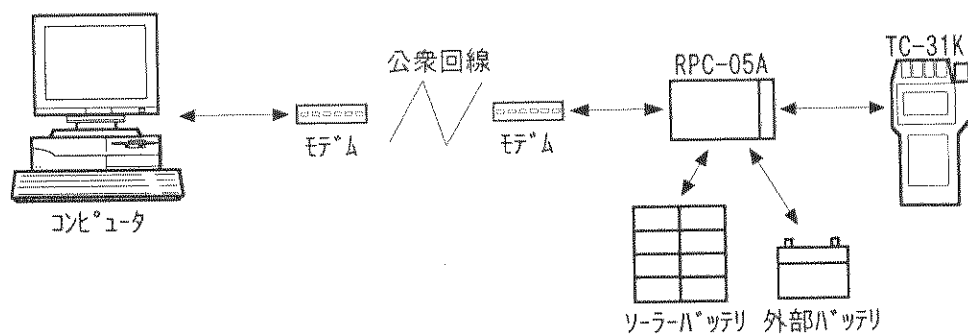 TC-31K
RPC-05A
公衆回線
モデム
モデム
コンピュータ
ソーラーバッテリ
外部バッテリ